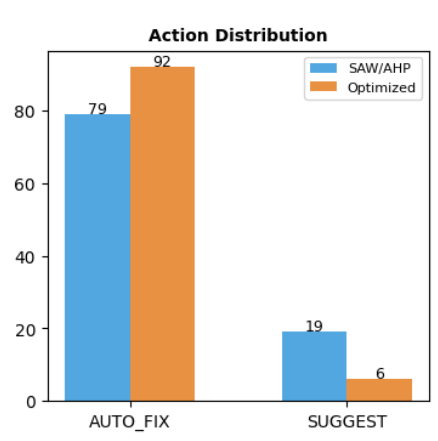 Action Distribution
SAW/AHP
Optimized
92
79
80
60
40
20
0
19
6
AUTO_FIX
SUGGEST